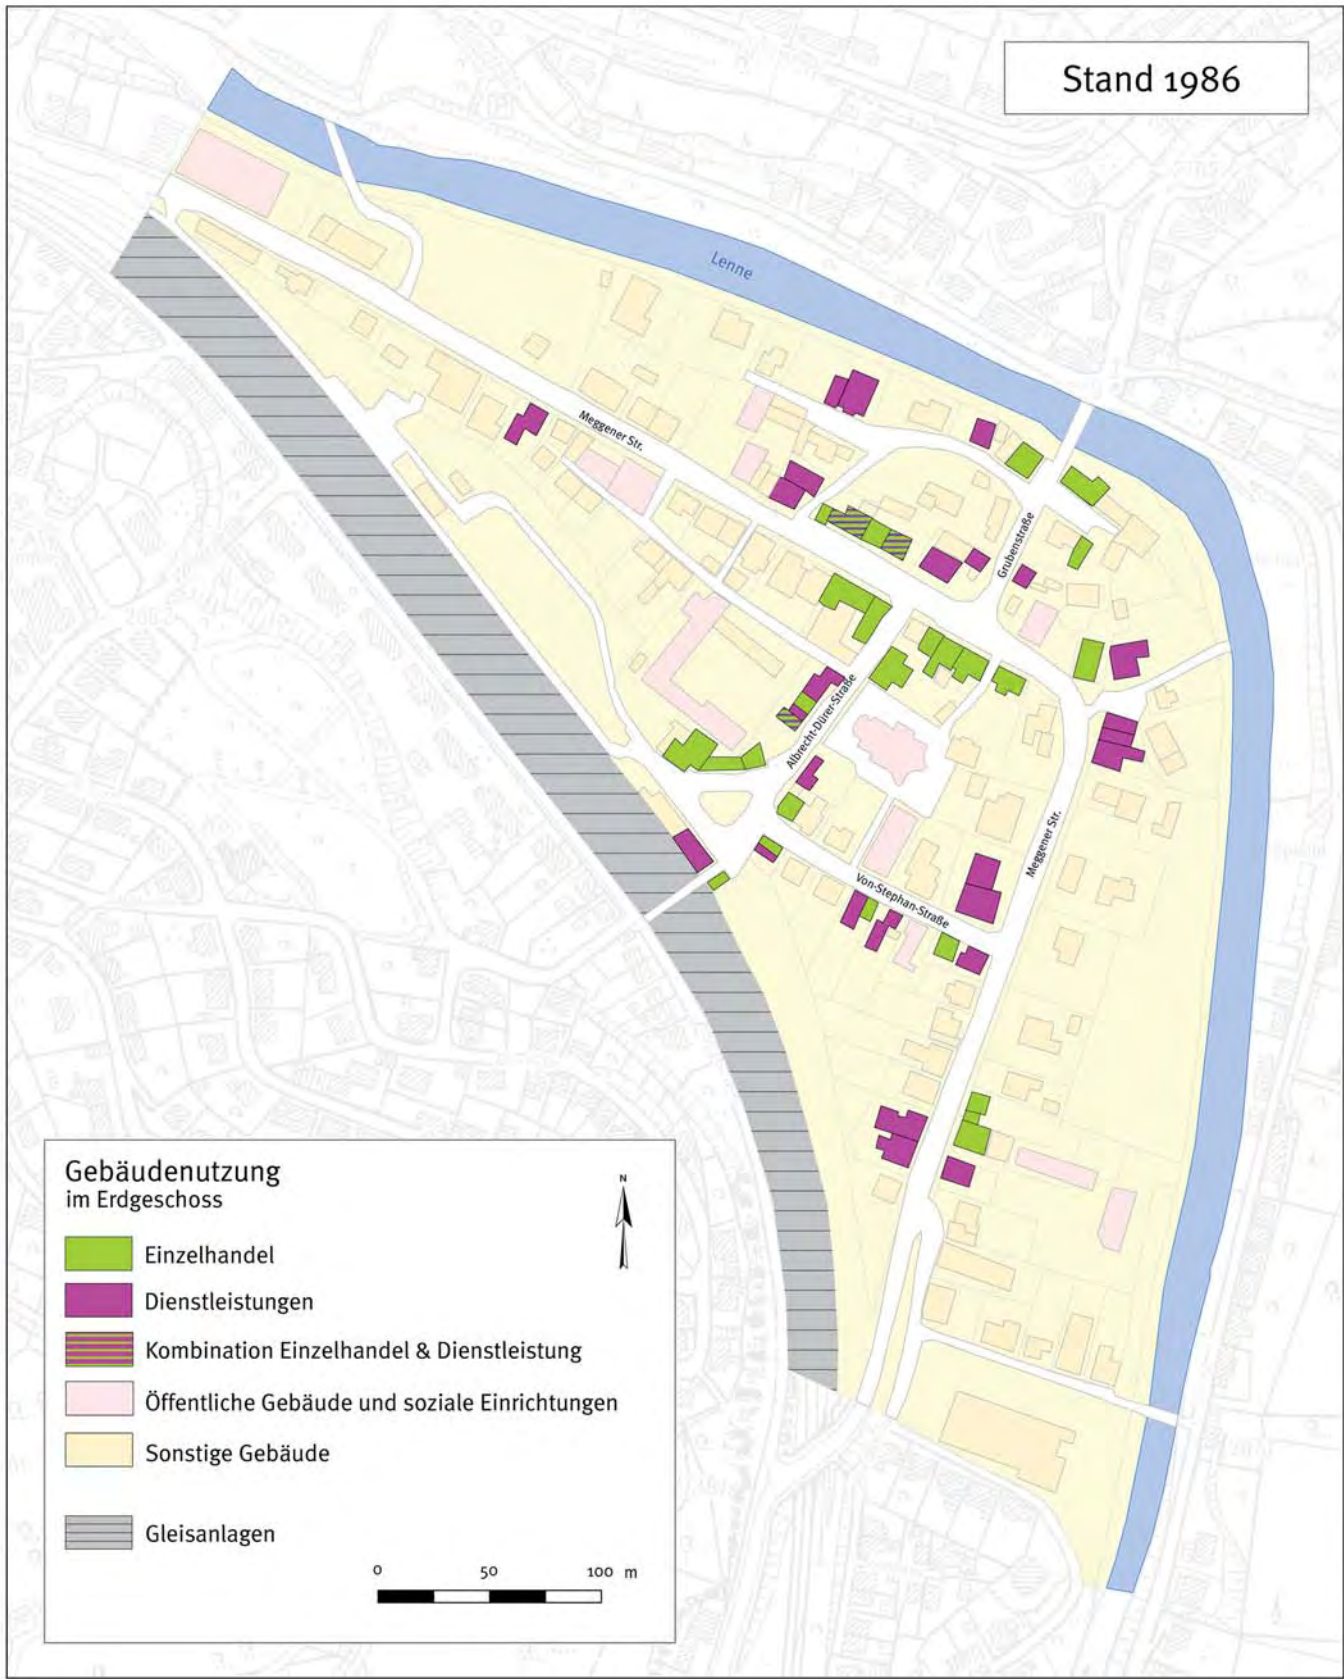 Stand 1986
Lenne
Meggener Str.
Grubenstraße
Albrecht-Dürer-Straße
Meggener Str.
Von-Stephan-Straße
Gebäudenutzung
im Erdgeschoss
N
Einzelhandel
Dienstleistungen
Kombination Einzelhandel & Dienstleistung
Öffentliche Gebäude und soziale Einrichtungen
Sonstige Gebäude
Gleisanlagen
0 50 100 m